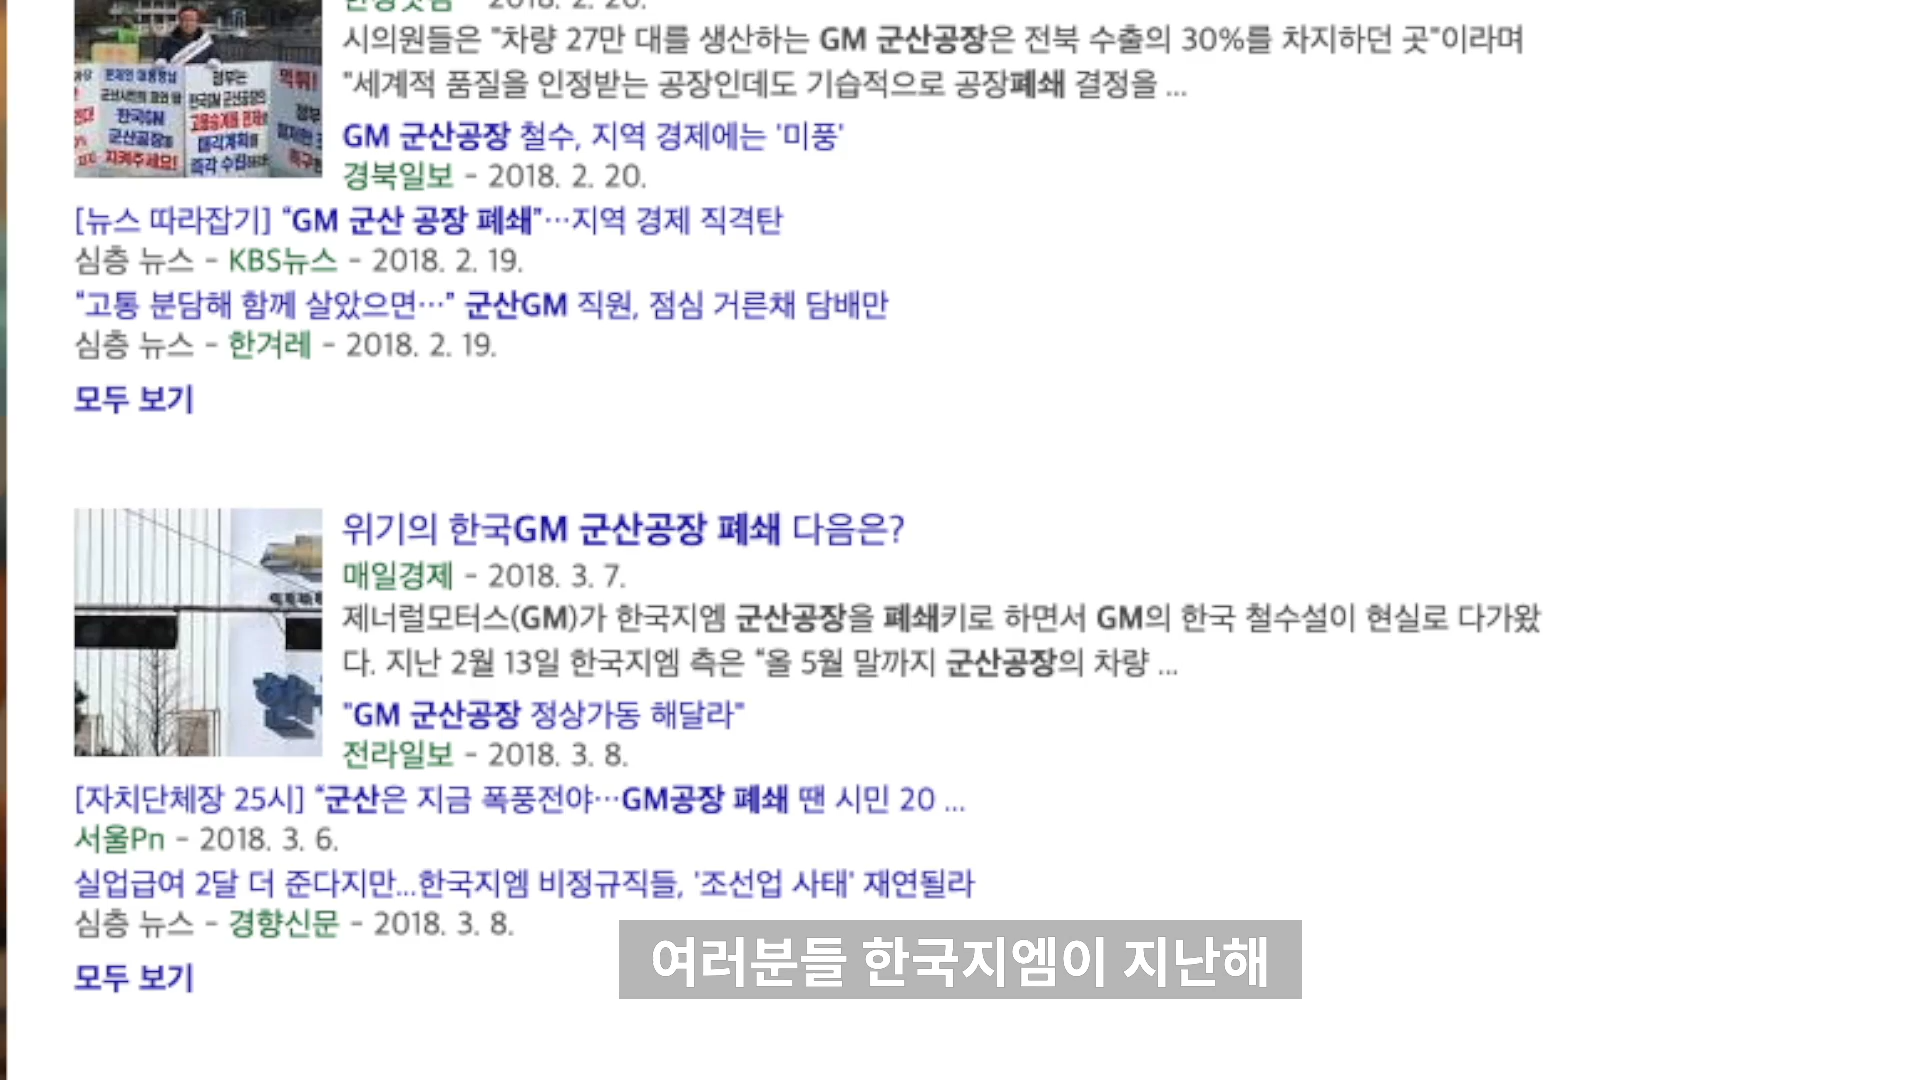 2018. 2. 20.
시의원들은 "차량 27만 대를 생산하는 GM 군산공장은 전북 수출의 30%를 차지하던 곳"이라며
"세계적 품질을 인정받는 공장인데도 기습적으로 공장폐쇄 결정을 ...
GM 군산공장 철수, 지역 경제에는 '미풍'
경북일보 - 2018. 2. 20.
한국GM
군산공장을
지켜주세요!
[뉴스 따라잡기] “GM 군산 공장 폐쇄”…지역 경제 직격탄
심층 뉴스 - KBS뉴스 - 2018. 2. 19.
“고통 분담해 함께 살았으면…” 군산GM 직원, 점심 거른채 담배만
심층 뉴스 - 한겨레 - 2018. 2. 19.
모두 보기
위기의 한국GM 군산공장 폐쇄 다음은?
매일경제 - 2018. 3. 7.
제너럴모터스(GM)가 한국지엠 군산공장을 폐쇄키로 하면서 GM의 한국 철수설이 현실로 다가왔
다. 지난 2월 13일 한국지엠 측은 “올 5월 말까지 군산공장의 차량 ...
"GM 군산공장 정상가동 해달라"
전라일보 - 2018. 3. 8.
[자치단체장 25시] “군산은 지금 폭풍전야…GM공장 폐쇄 땐 시민 20 ...
서울Pn - 2018. 3. 6.
실업급여 2달 더 준다지만...한국지엠 비정규직들, '조선업 사태' 재연될라
심층 뉴스 - 경향신문 - 2018. 3. 8.
모두 보기
여러분들 한국지엠이 지난해